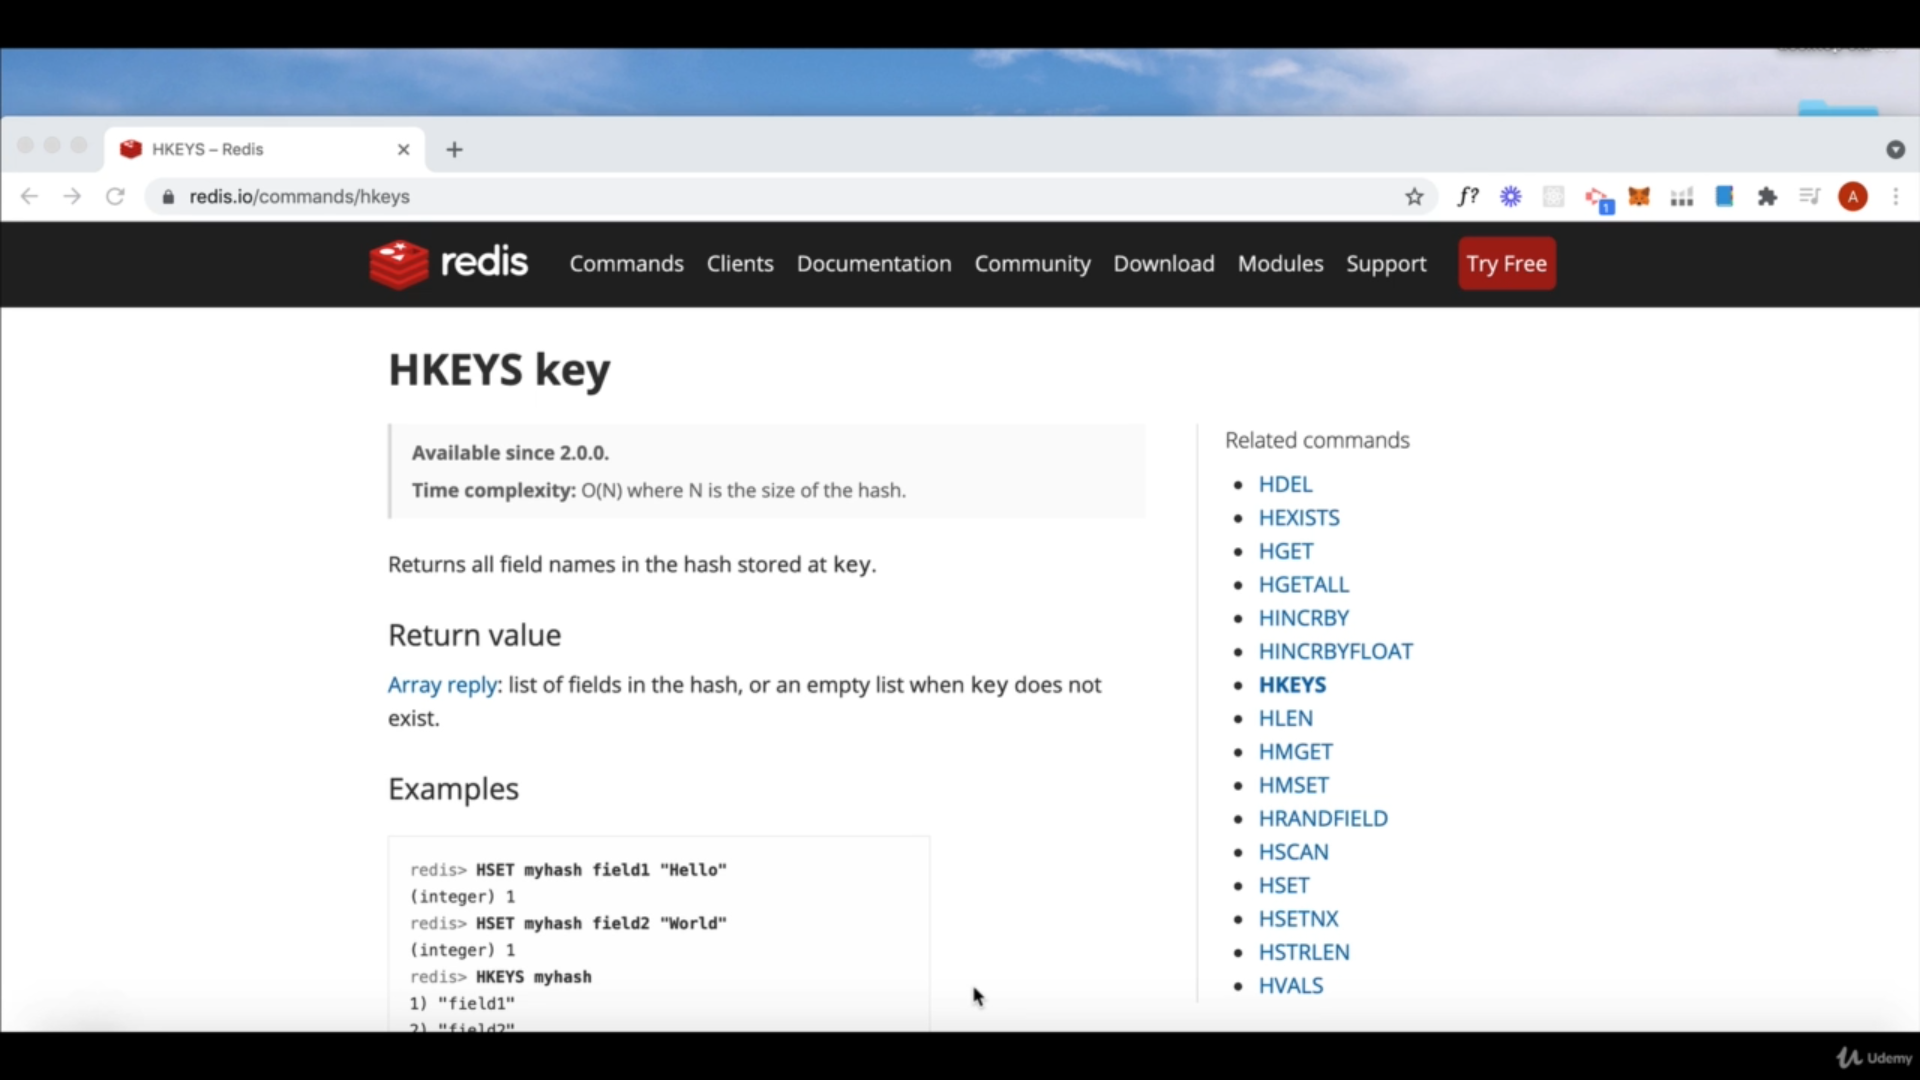 HKEYS – Redis
redis.io/commands/hkeys
f?
1
A
redis
Commands Clients Documentation Community Download Modules Support Try Free
HKEYS key
Available since 2.0.0.
Time complexity: O(N) where N is the size of the hash.
Returns all field names in the hash stored at key.
Return value
Array reply: list of fields in the hash, or an empty list when key does not
exist.
Examples
redis> HSET myhash field1 "Hello"
(integer) 1
redis> HSET myhash field2 "World"
(integer) 1
redis> HKEYS myhash
1) "field1"
2) "field2"
Related commands
HDEL
HEXISTS
HGET
HGETALL
HINCRBY
HINCRBYFLOAT
HKEYS
HLEN
HMGET
HMSET
HRANDFIELD
HSCAN
HSET
HSETNX
HSTRLEN
HVALS
Udemy